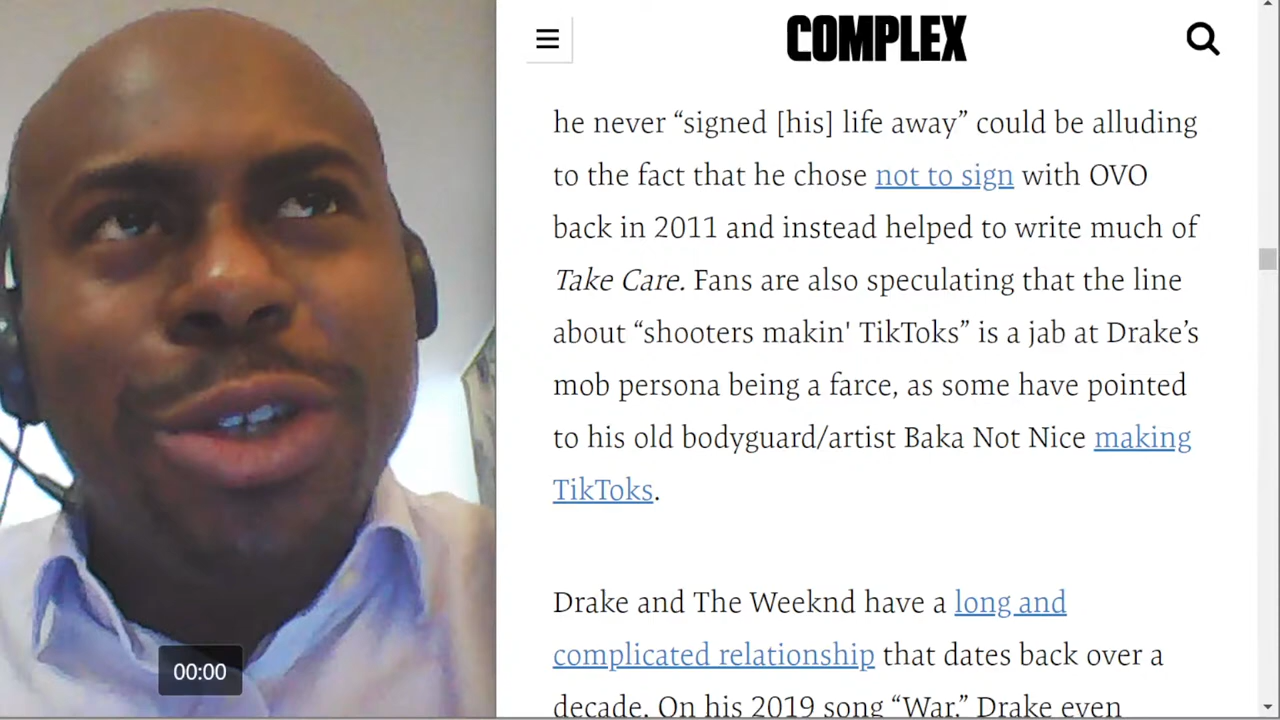 COMPLEX
he never “signed [his] life away” could be alluding
to the fact that he chose not to sign with OVO
back in 2011 and instead helped to write much of
Take Care. Fans are also speculating that the line
about “shooters makin' TikToks” is a jab at Drake’s
mob persona being a farce, as some have pointed
to his old bodyguard/artist Baka Not Nice making
TikToks.
Drake and The Weeknd have a long and
complicated relationship that dates back over a
decade. On his 2019 song “War,” Drake even
00:00